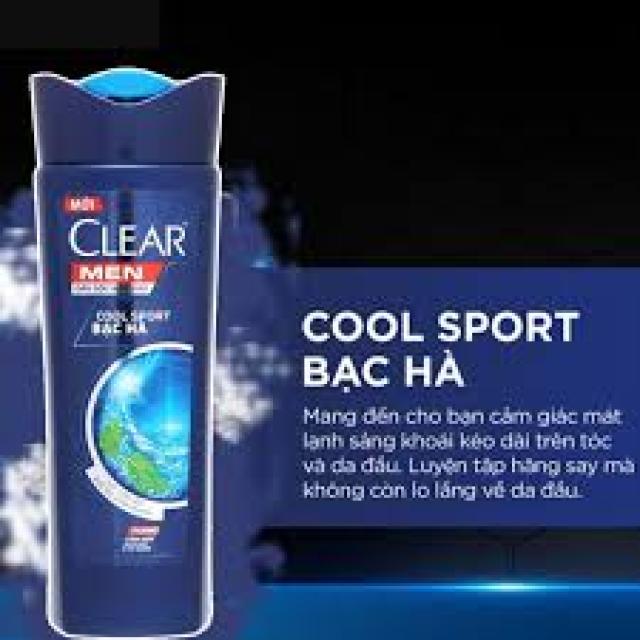 MỚI
CLEAR
MEN
COOL SPORT
BẠC HÀ
COOL SPORT
BẠC HÀ
Mang đến cho bạn cảm giác mát
lạnh sảng khoái kéo dài trên tóc
và da đầu. Luyện tập hăng say mà
không còn lo lắng về da đầu.